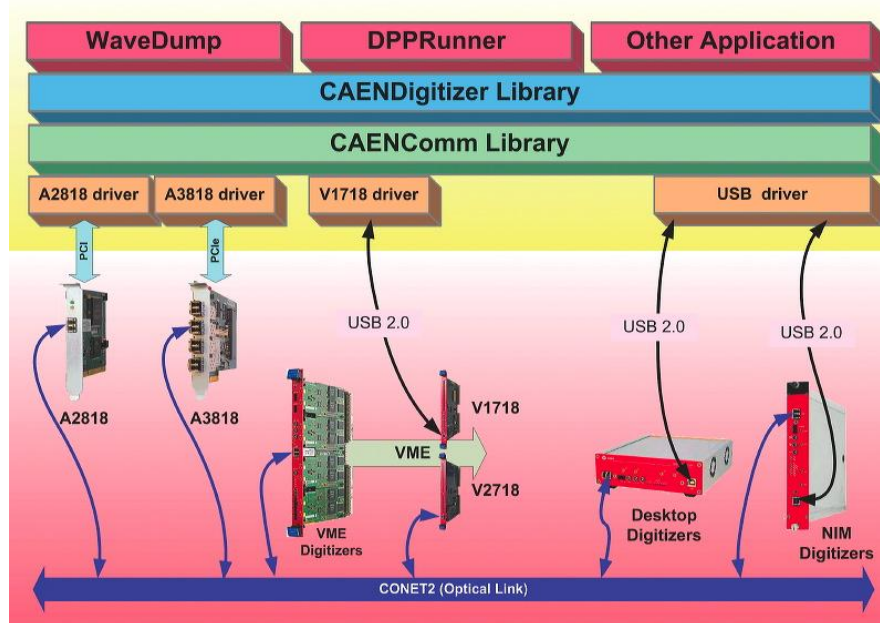 WaveDump
DPPRunner
Other Application
CAENDigitizer Library
CAENComm Library
A2818 driver
A3818 driver
V1718 driver
USB driver
PCI
PCIe
USB 2.0
USB 2.0
USB 2.0
A2818
A3818
V1718
VME
V2718
VME
Digitizers
Desktop
Digitizers
NIM
Digitizers
CONET2 (Optical Link)